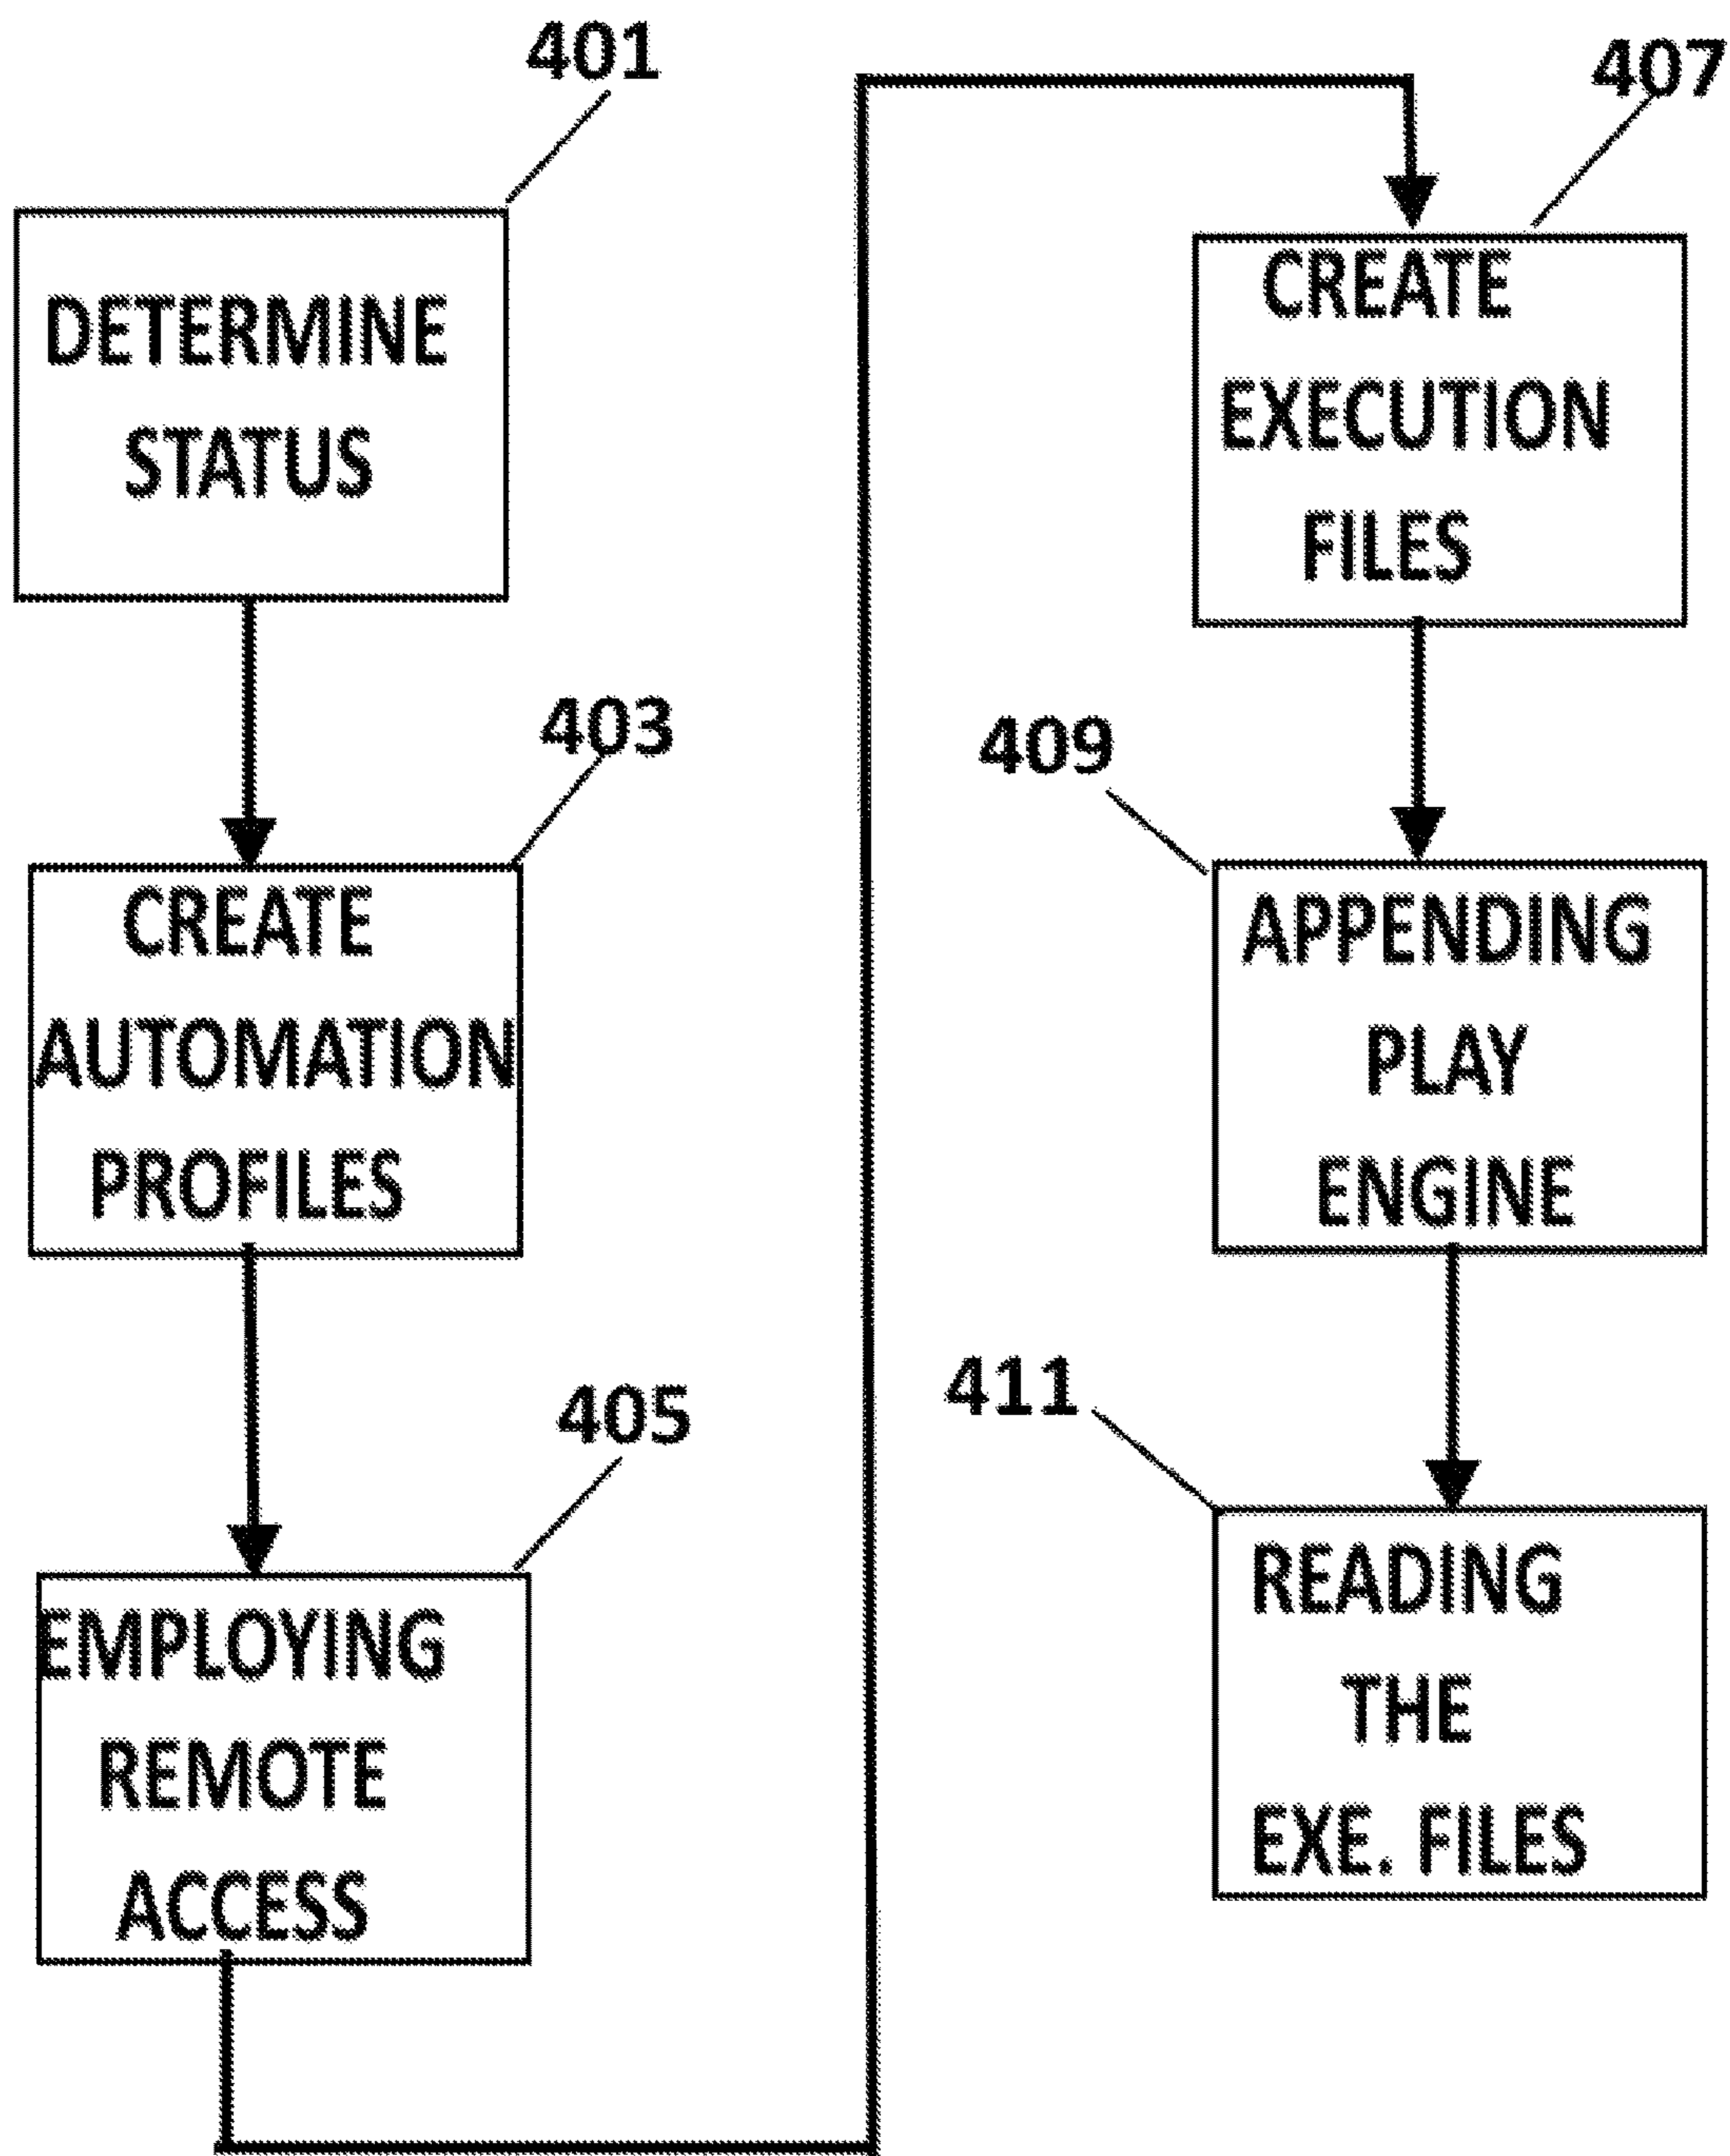 401
DETERMINE
STATUS
403
CREATE
AUTOMATION
PROFILES
405
EMPLOYING
REMOTE
ACCESS
407
CREATE
EXECUTION
FILES
409
APPENDING
PLAY
ENGINE
411
READING
THE
EXE. FILES